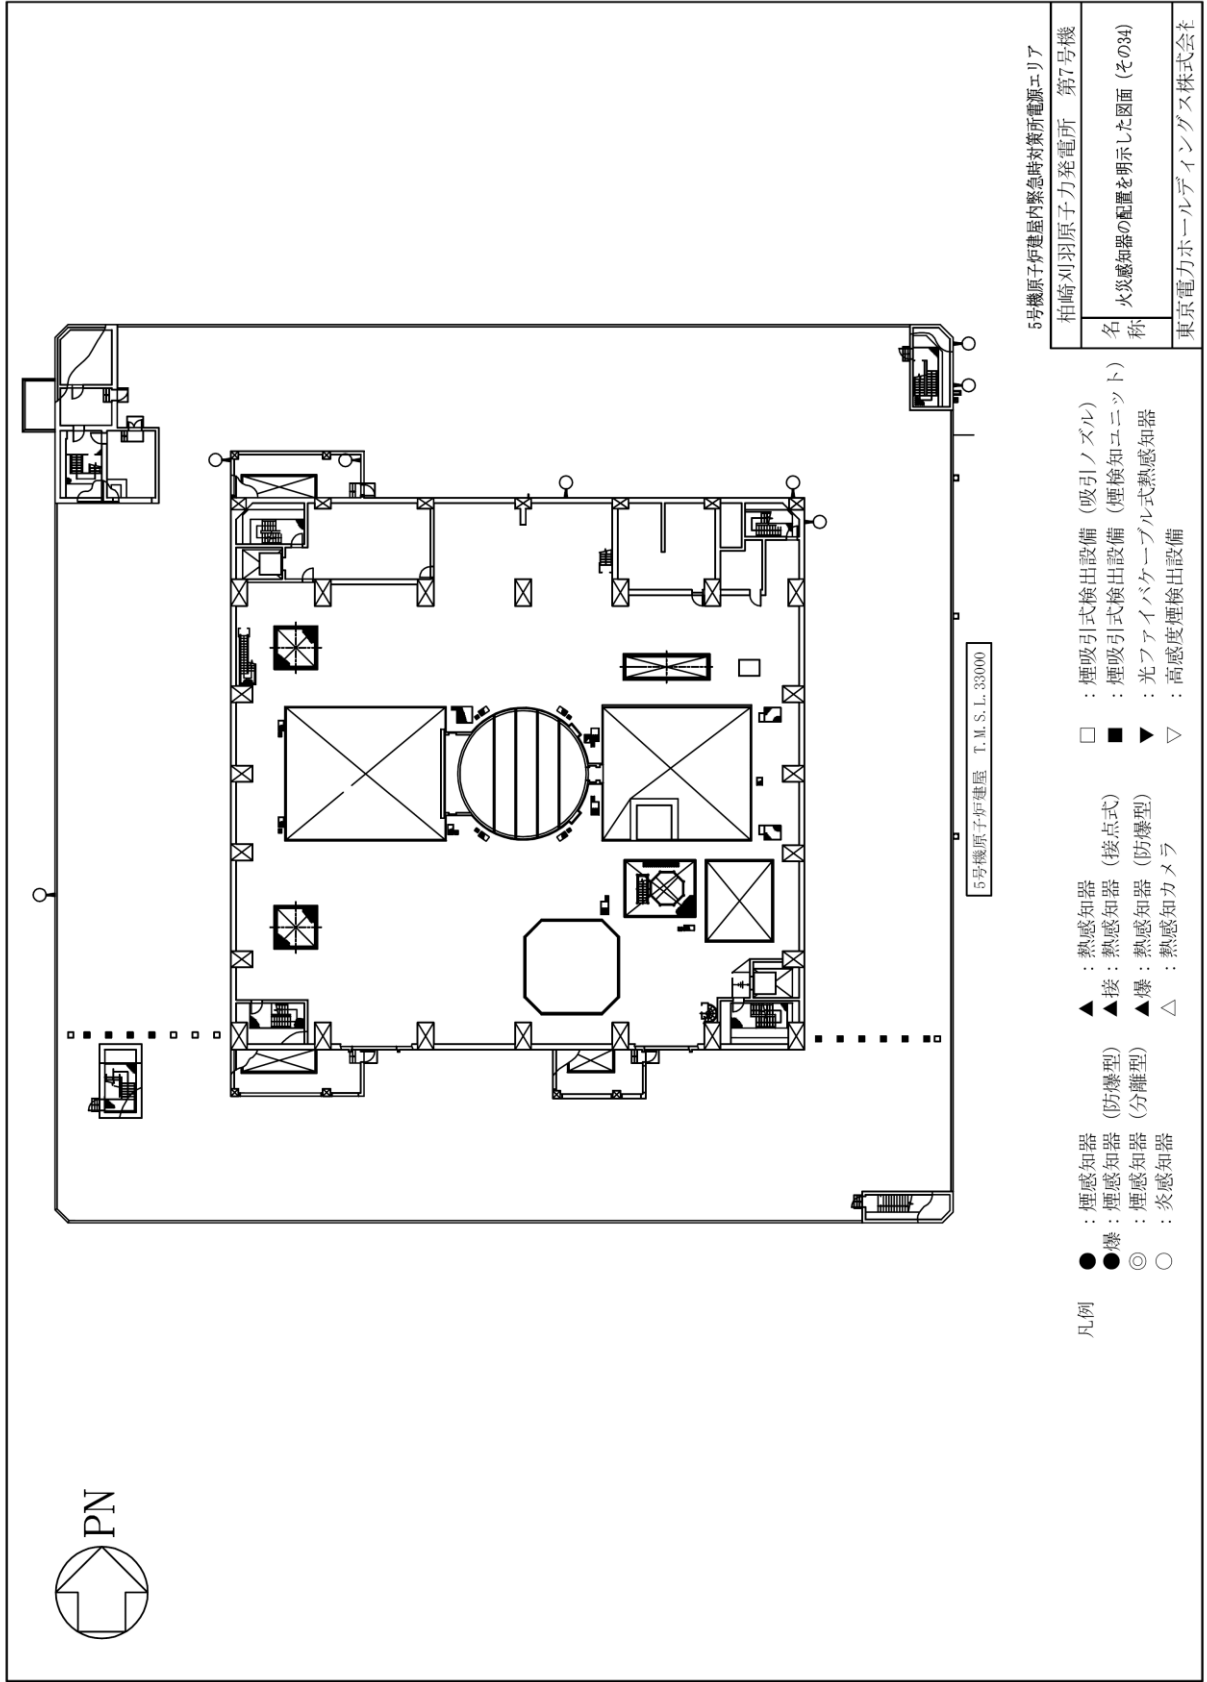 PN
5号機原子炉建屋 T.M.S.L.33000
凡例
●:煙感知器
●爆:煙感知器(防爆型)
◎:煙感知器(分離型)
○:炎感知器
▲:熱感知器
▲接:熱感知器(接点式)
▲爆:熱感知器(防爆型)
△:熱感知カメラ
□:煙吸引式検出設備(吸引ノズル)
■:煙吸引式検出設備(煙検知ユニット)
▼:光ファイバケーブル式熱感知器
▽:高感度煙検出設備
5号機原子炉建屋内緊急時対策所電源エリア
柏崎刈羽原子力発電所 第7号機
名称 火災感知器の配置を明示した図面(その34)
東京電力ホールディングス株式会社